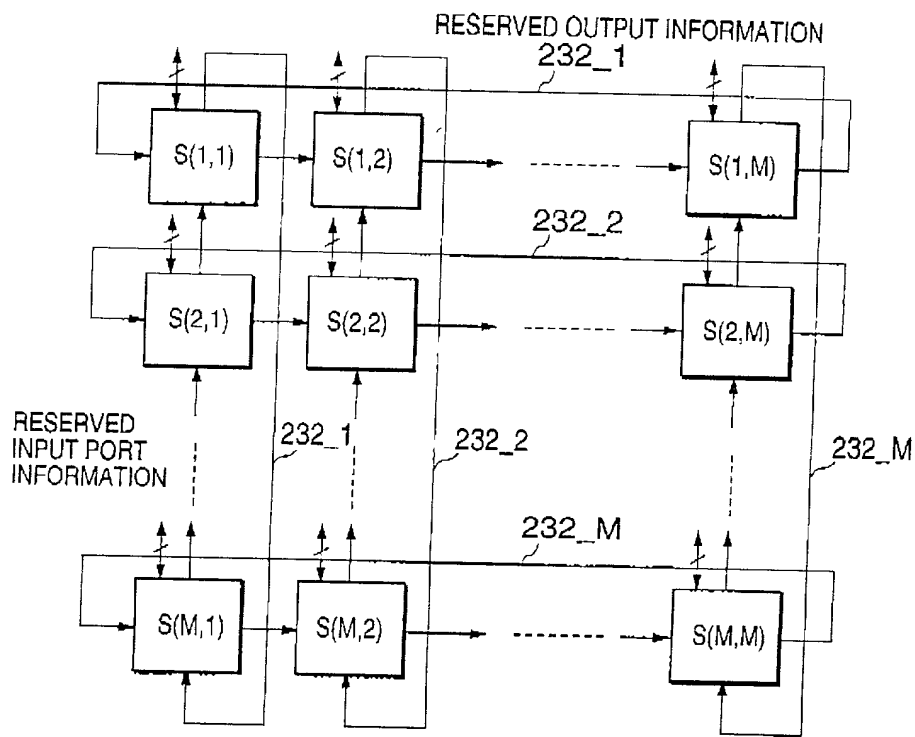 RESERVED OUTPUT INFORMATION
232_1
S(1,1)
S(1,2)
S(1,M)
232_2
S(2,1)
S(2,2)
S(2,M)
RESERVED
INPUT PORT
INFORMATION
232_1
232_2
232_M
232_M
S(M,1)
S(M,2)
S(M,M)